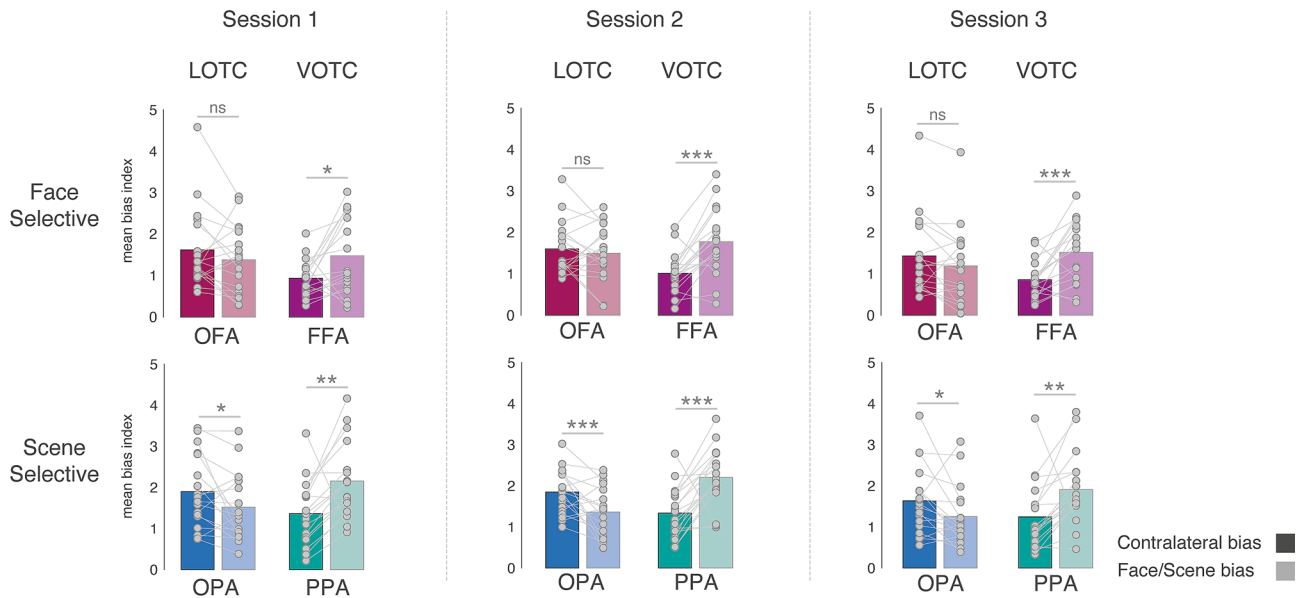 Session 1
Session 2
Session 3
LOTC VOTC
LOTC VOTC
LOTC VOTC
Face
Selective
mean bias index
5
4
3
2
1
0
ns
*
OFA FFA
5
4
3
2
1
0
ns
***
OFA FFA
5
4
3
2
1
0
ns
***
OFA FFA
Scene
Selective
mean bias index
5
4
3
2
1
0
*
**
OPA PPA
5
4
3
2
1
0
***
***
OPA PPA
5
4
3
2
1
0
*
**
OPA PPA
Contralateral bias
Face/Scene bias